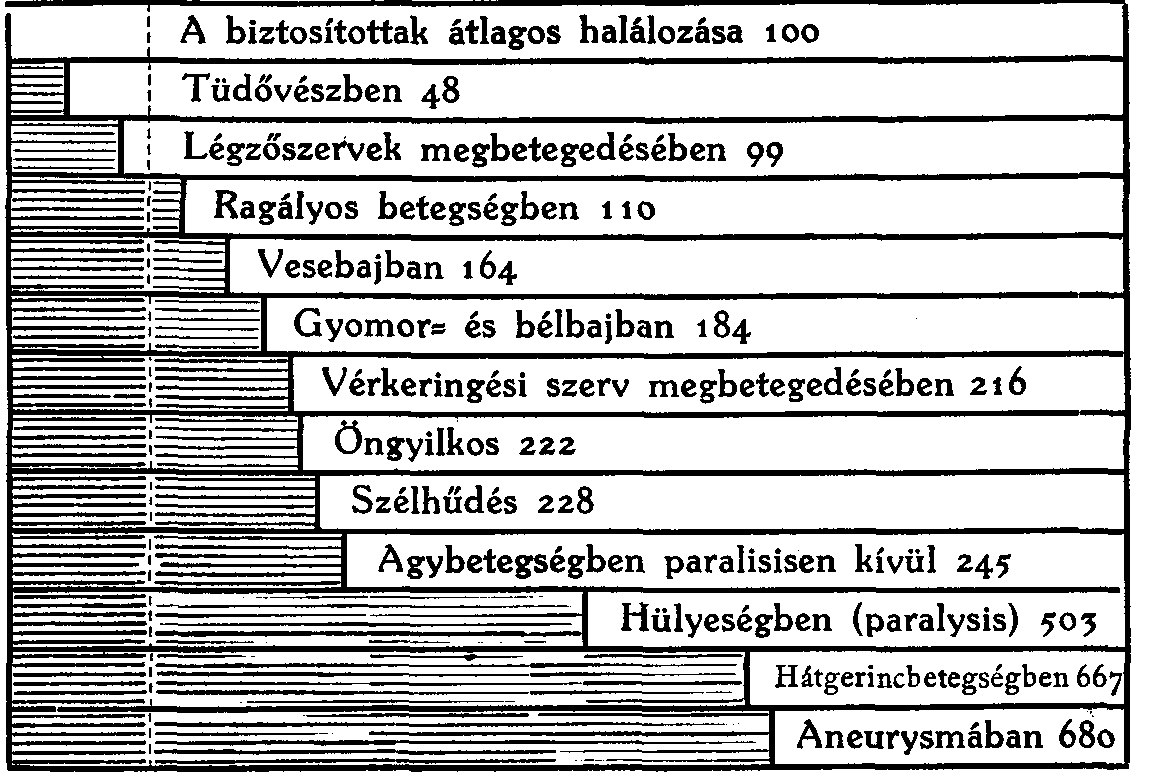 A biztosítottak átlagos halálozása 100
Tüdővészben 48
Légzőszervek megbetegedésében 99
Ragályos betegségben 110
Vesebajban 164
Gyomor= és bélbajban 184
Vérkeringési szerv megbetegedésében 216
Öngyilkos 222
Szélhűdés 228
Agybetegségben paralisisen kívül 245
Hülyeségben (paralysis) 503
Hátgerincbetegségben 667
Aneurysmában 680